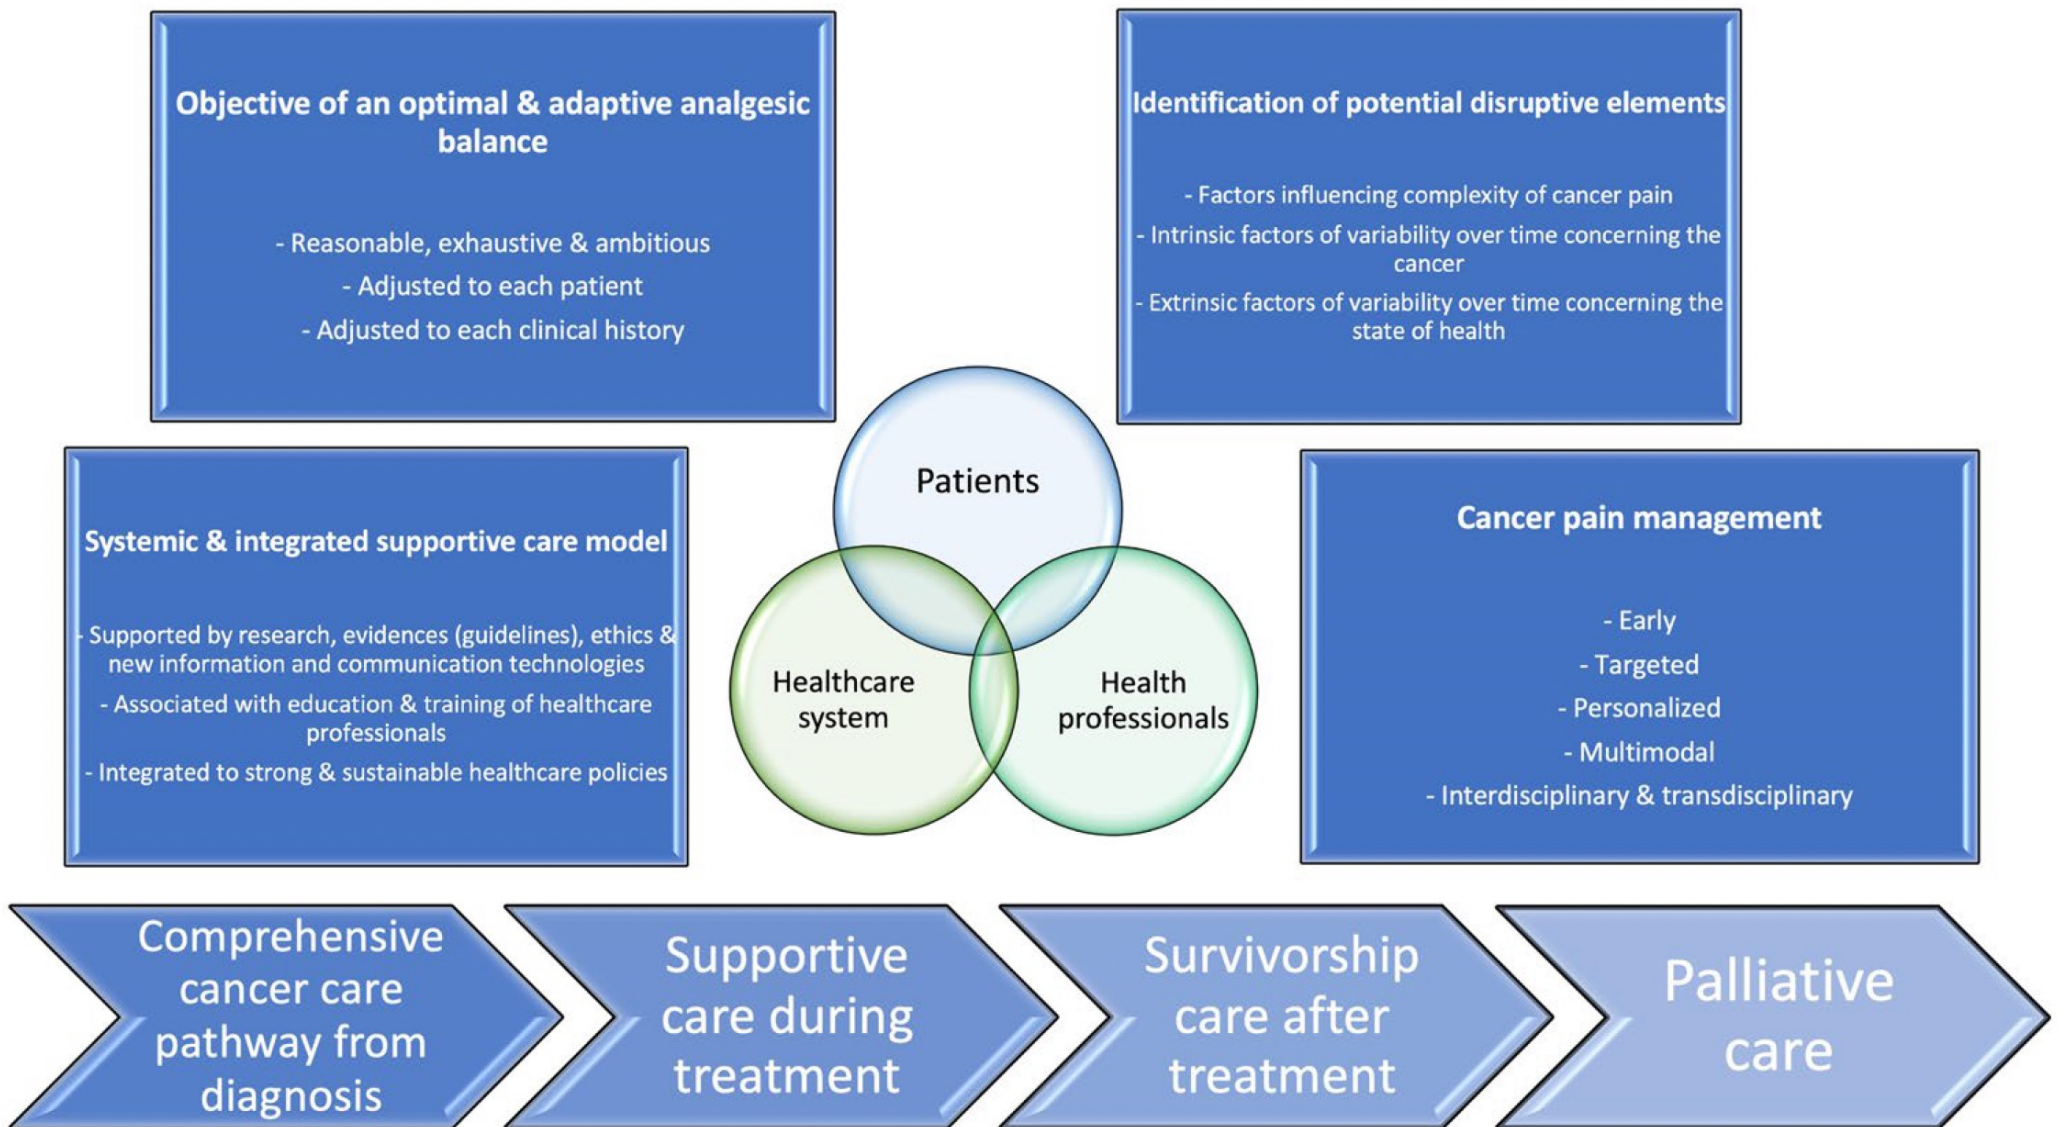 Objective of an optimal & adaptive analgesic
balance
- Reasonable, exhaustive & ambitious
- Adjusted to each patient
- Adjusted to each clinical history
Identification of potential disruptive elements
- Factors influencing complexity of cancer pain
- Intrinsic factors of variability over time concerning the
cancer
- Extrinsic factors of variability over time concerning the
state of health
Systemic & integrated supportive care model
- Supported by research, evidences (guidelines), ethics &
new information and communication technologies
- Associated with education & training of healthcare
professionals
- Integrated to strong & sustainable healthcare policies
Patients
Healthcare
system
Health
professionals
Cancer pain management
- Early
- Targeted
- Personalized
- Multimodal
- Interdisciplinary & transdisciplinary
Comprehensive
cancer care
pathway from
diagnosis
Supportive
care during
treatment
Survivorship
care after
treatment
Palliative
care